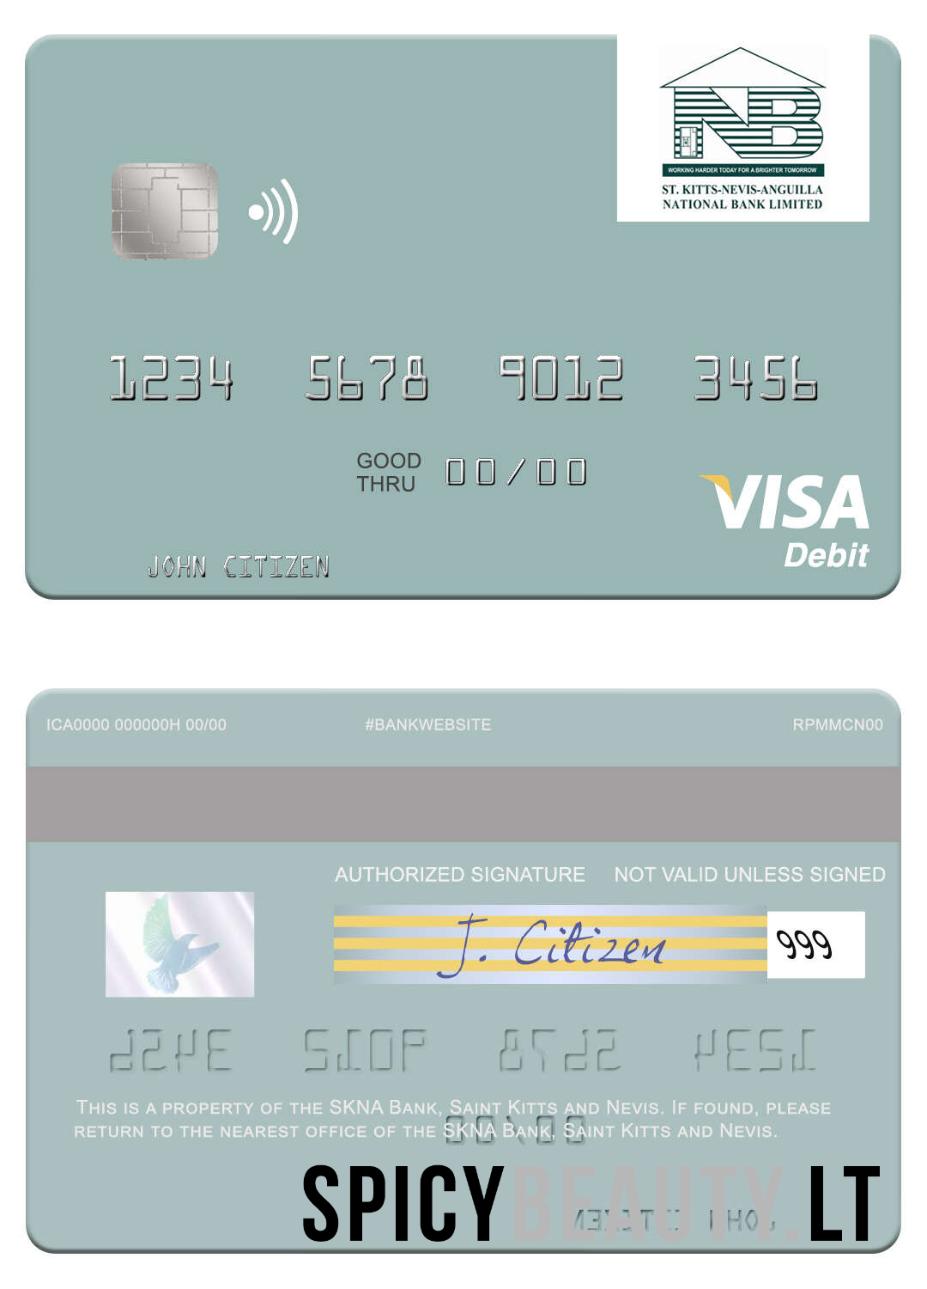 WORKING HARDER TODAY FOR A BRIGHTER TOMORROW
ST. KITTS-NEVIS-ANGUILLA
NATIONAL BANK LIMITED
1234 5678 9012 3456
GOOD THRU 00/00
VISA
Debit
JOHN CITIZEN
ICA0000 000000H 00/00 #BANKWEBSITE RPMMCN00
AUTHORIZED SIGNATURE NOT VALID UNLESS SIGNED
J. Citizen 999
THIS IS A PROPERTY OF THE SKNA BANK, SAINT KITTS AND NEVIS. IF FOUND, PLEASE
RETURN TO THE NEAREST OFFICE OF THE SKNA BANK, SAINT KITTS AND NEVIS.
SPICYBEAUTY.LT